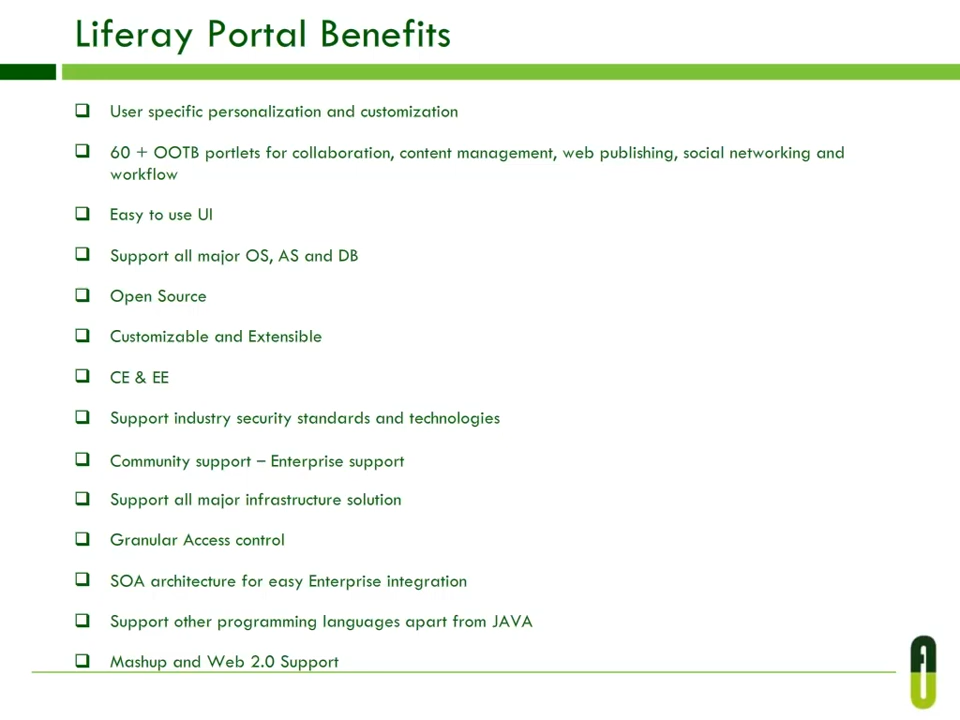 Liferay Portal Benefits
User specific personalization and customization
60 + OOTB portlets for collaboration, content management, web publishing, social networking and
workflow
Easy to use UI
Support all major OS, AS and DB
Open Source
Customizable and Extensible
CE & EE
Support industry security standards and technologies
Community support – Enterprise support
Support all major infrastructure solution
Granular Access control
SOA architecture for easy Enterprise integration
Support other programming languages apart from JAVA
Mashup and Web 2.0 Support